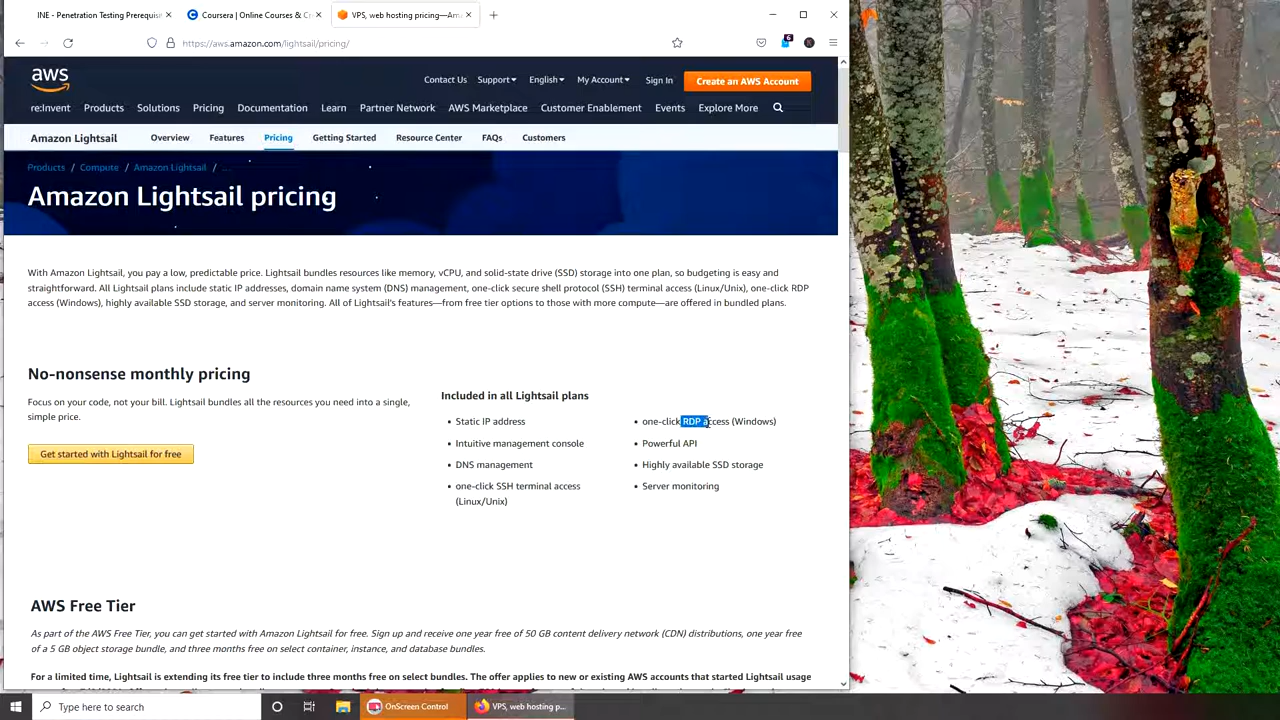 INE - Penetration Testing Prerequis
Coursera | Online Courses & Cr
VPS, web hosting pricing—Am
https://aws.amazon.com/lightsail/pricing/
6
aws
Contact Us
Support
English
My Account
Sign In
Create an AWS Account
re:Invent
Products
Solutions
Pricing
Documentation
Learn
Partner Network
AWS Marketplace
Customer Enablement
Events
Explore More
Amazon Lightsail
Overview
Features
Pricing
Getting Started
Resource Center
FAQs
Customers
Products / Compute / Amazon Lightsail / ...
Amazon Lightsail pricing
With Amazon Lightsail, you pay a low, predictable price. Lightsail bundles resources like memory, vCPU, and solid-state drive (SSD) storage into one plan, so budgeting is easy and
straightforward. All Lightsail plans include static IP addresses, domain name system (DNS) management, one-click secure shell protocol (SSH) terminal access (Linux/Unix), one-click RDP
access (Windows), highly available SSD storage, and server monitoring. All of Lightsail's features—from free tier options to those with more compute—are offered in bundled plans.
No-nonsense monthly pricing
Focus on your code, not your bill. Lightsail bundles all the resources you need into a single,
simple price.
Get started with Lightsail for free
Included in all Lightsail plans
Static IP address
Intuitive management console
DNS management
one-click SSH terminal access
(Linux/Unix)
one-click RDP access (Windows)
Powerful API
Highly available SSD storage
Server monitoring
AWS Free Tier
As part of the AWS Free Tier, you can get started with Amazon Lightsail for free. Sign up and receive one year free of 50 GB content delivery network (CDN) distributions, one year free
of a 5 GB object storage bundle, and three months free on select container, instance, and database bundles.
For a limited time, Lightsail is extending its free tier to include three months free on select bundles. The offer applies to new or existing AWS accounts that started Lightsail usage
Type here to search
OnScreen Control
VPS, web hosting p...